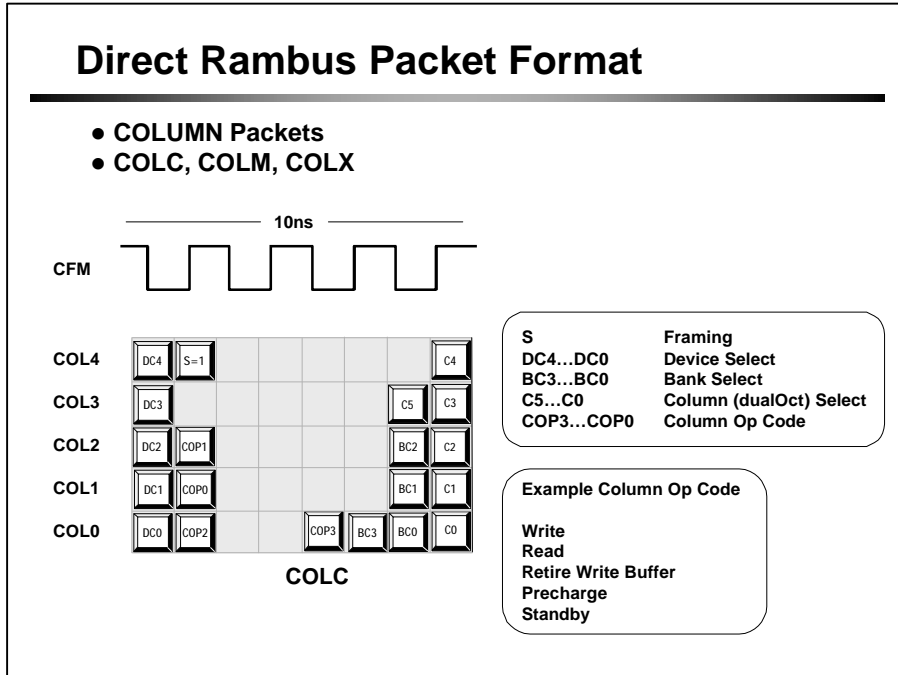 Direct Rambus Packet Format
● COLUMN Packets
● COLC, COLM, COLX
10ns
CFM
COL4 DC4 S=1 C4
COL3 DC3 C5 C3
COL2 DC2 COP1 BC2 C2
COL1 DC1 COP0 BC1 C1
COL0 DC0 COP2 COP3 BC3 BC0 C0
COLC
S Framing
DC4...DC0 Device Select
BC3...BC0 Bank Select
C5...C0 Column (dualOct) Select
COP3...COP0 Column Op Code
Example Column Op Code
Write
Read
Retire Write Buffer
Precharge
Standby